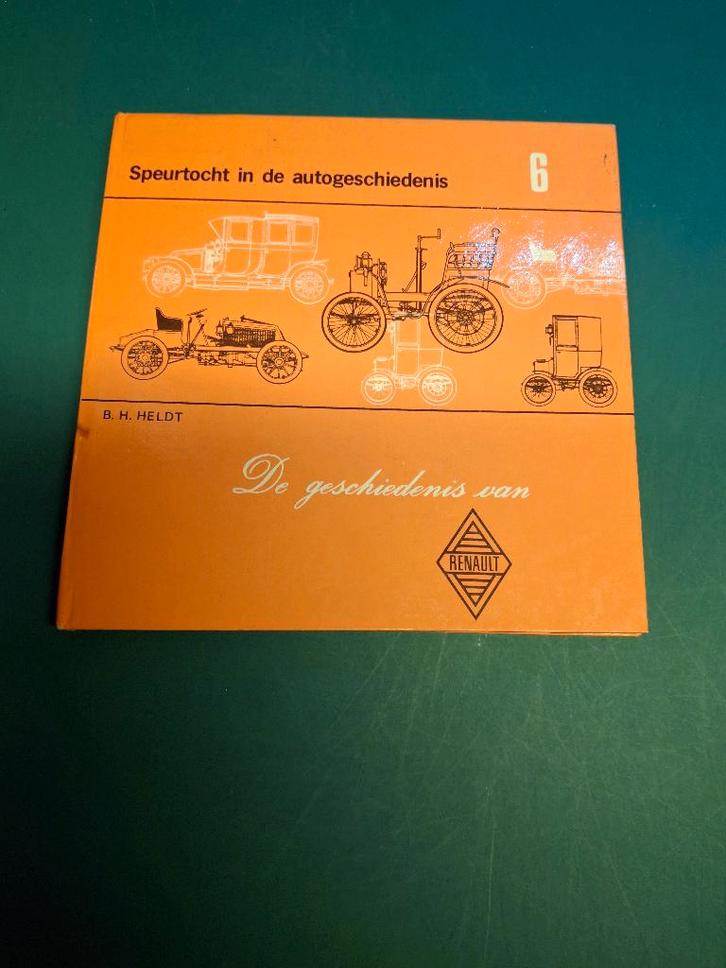 Speurtocht in de autogeschiedenis 6
B. H. HELDT
De geschiedenis van
RENAULT